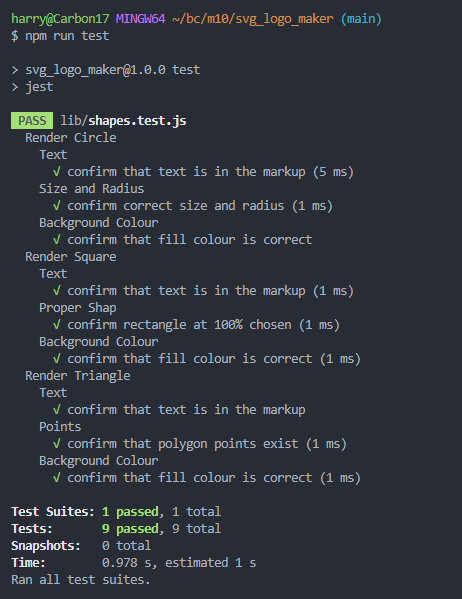 harry@Carbon17 MINGW64 ~/bc/m10/svg_logo_maker (main)
$ npm run test
> svg_logo_maker@1.0.0 test
> jest
PASS lib/shapes.test.js
Render Circle
Text
√ confirm that text is in the markup (5 ms)
Size and Radius
√ confirm correct size and radius (1 ms)
Background Colour
√ confirm that fill colour is correct
Render Square
Text
√ confirm that text is in the markup (1 ms)
Proper Shap
√ confirm rectangle at 100% chosen (1 ms)
Background Colour
√ confirm that fill colour is correct (1 ms)
Render Triangle
Text
√ confirm that text is in the markup
Points
√ confirm that polygon points exist (1 ms)
Background Colour
√ confirm that fill colour is correct (1 ms)
Test Suites: 1 passed, 1 total
Tests: 9 passed, 9 total
Snapshots: 0 total
Time: 0.978 s, estimated 1 s
Ran all test suites.